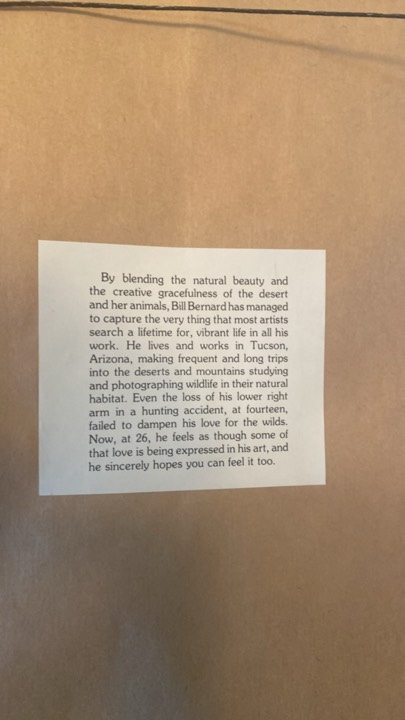 By blending the natural beauty and
the creative gracefulness of the desert
and her animals, Bill Bernard has managed
to capture the very thing that most artists
search a lifetime for, vibrant life in all his
work. He lives and works in Tucson,
Arizona, making frequent and long trips
into the deserts and mountains studying
and photographing wildlife in their natural
habitat. Even the loss of his lower right
arm in a hunting accident, at fourteen,
failed to dampen his love for the wilds.
Now, at 26, he feels as though some of
that love is being expressed in his art, and
he sincerely hopes you can feel it too.